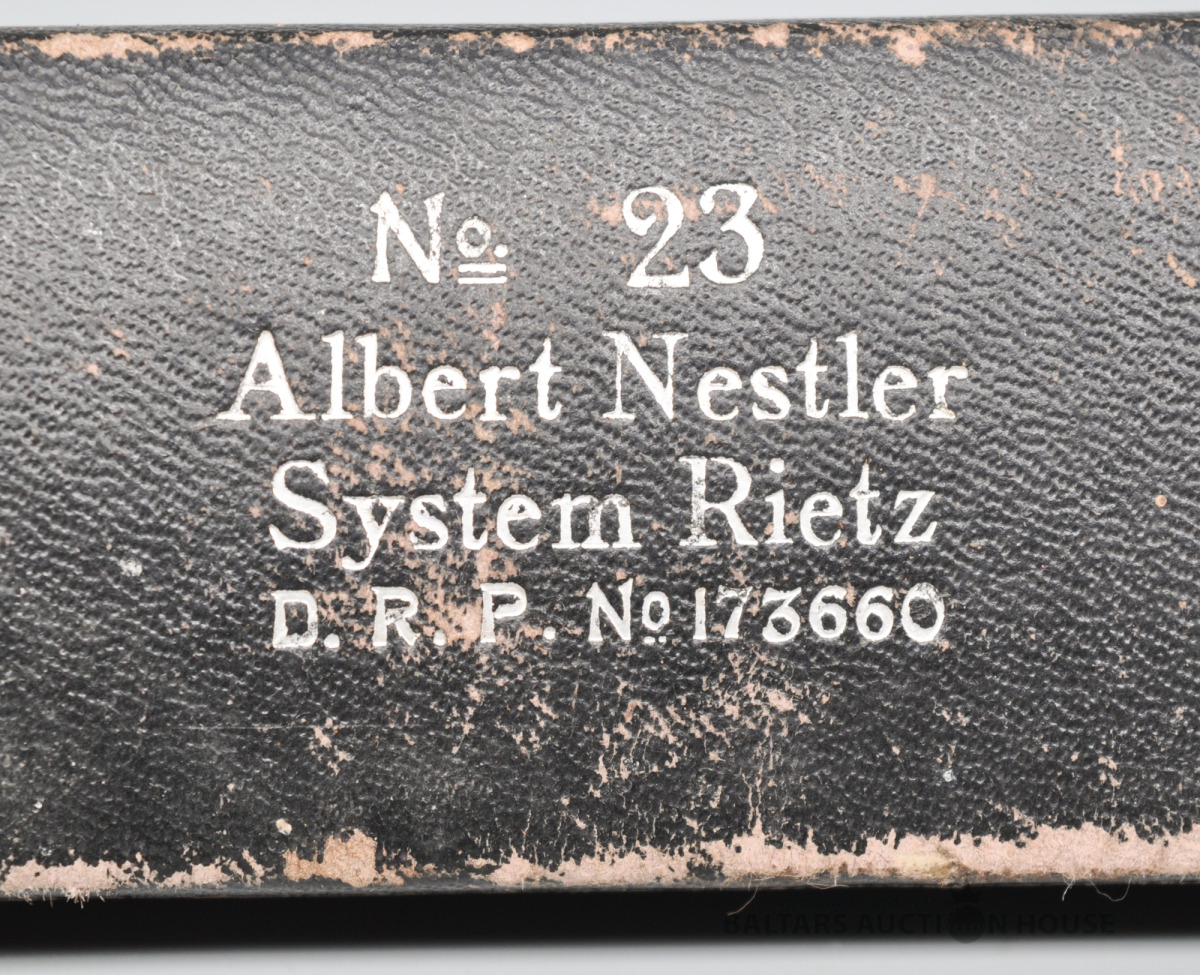 No. 23
Albert Nestler
System Rietz
D. R. P. No 173660
BALTARS AUCTION HOUSE